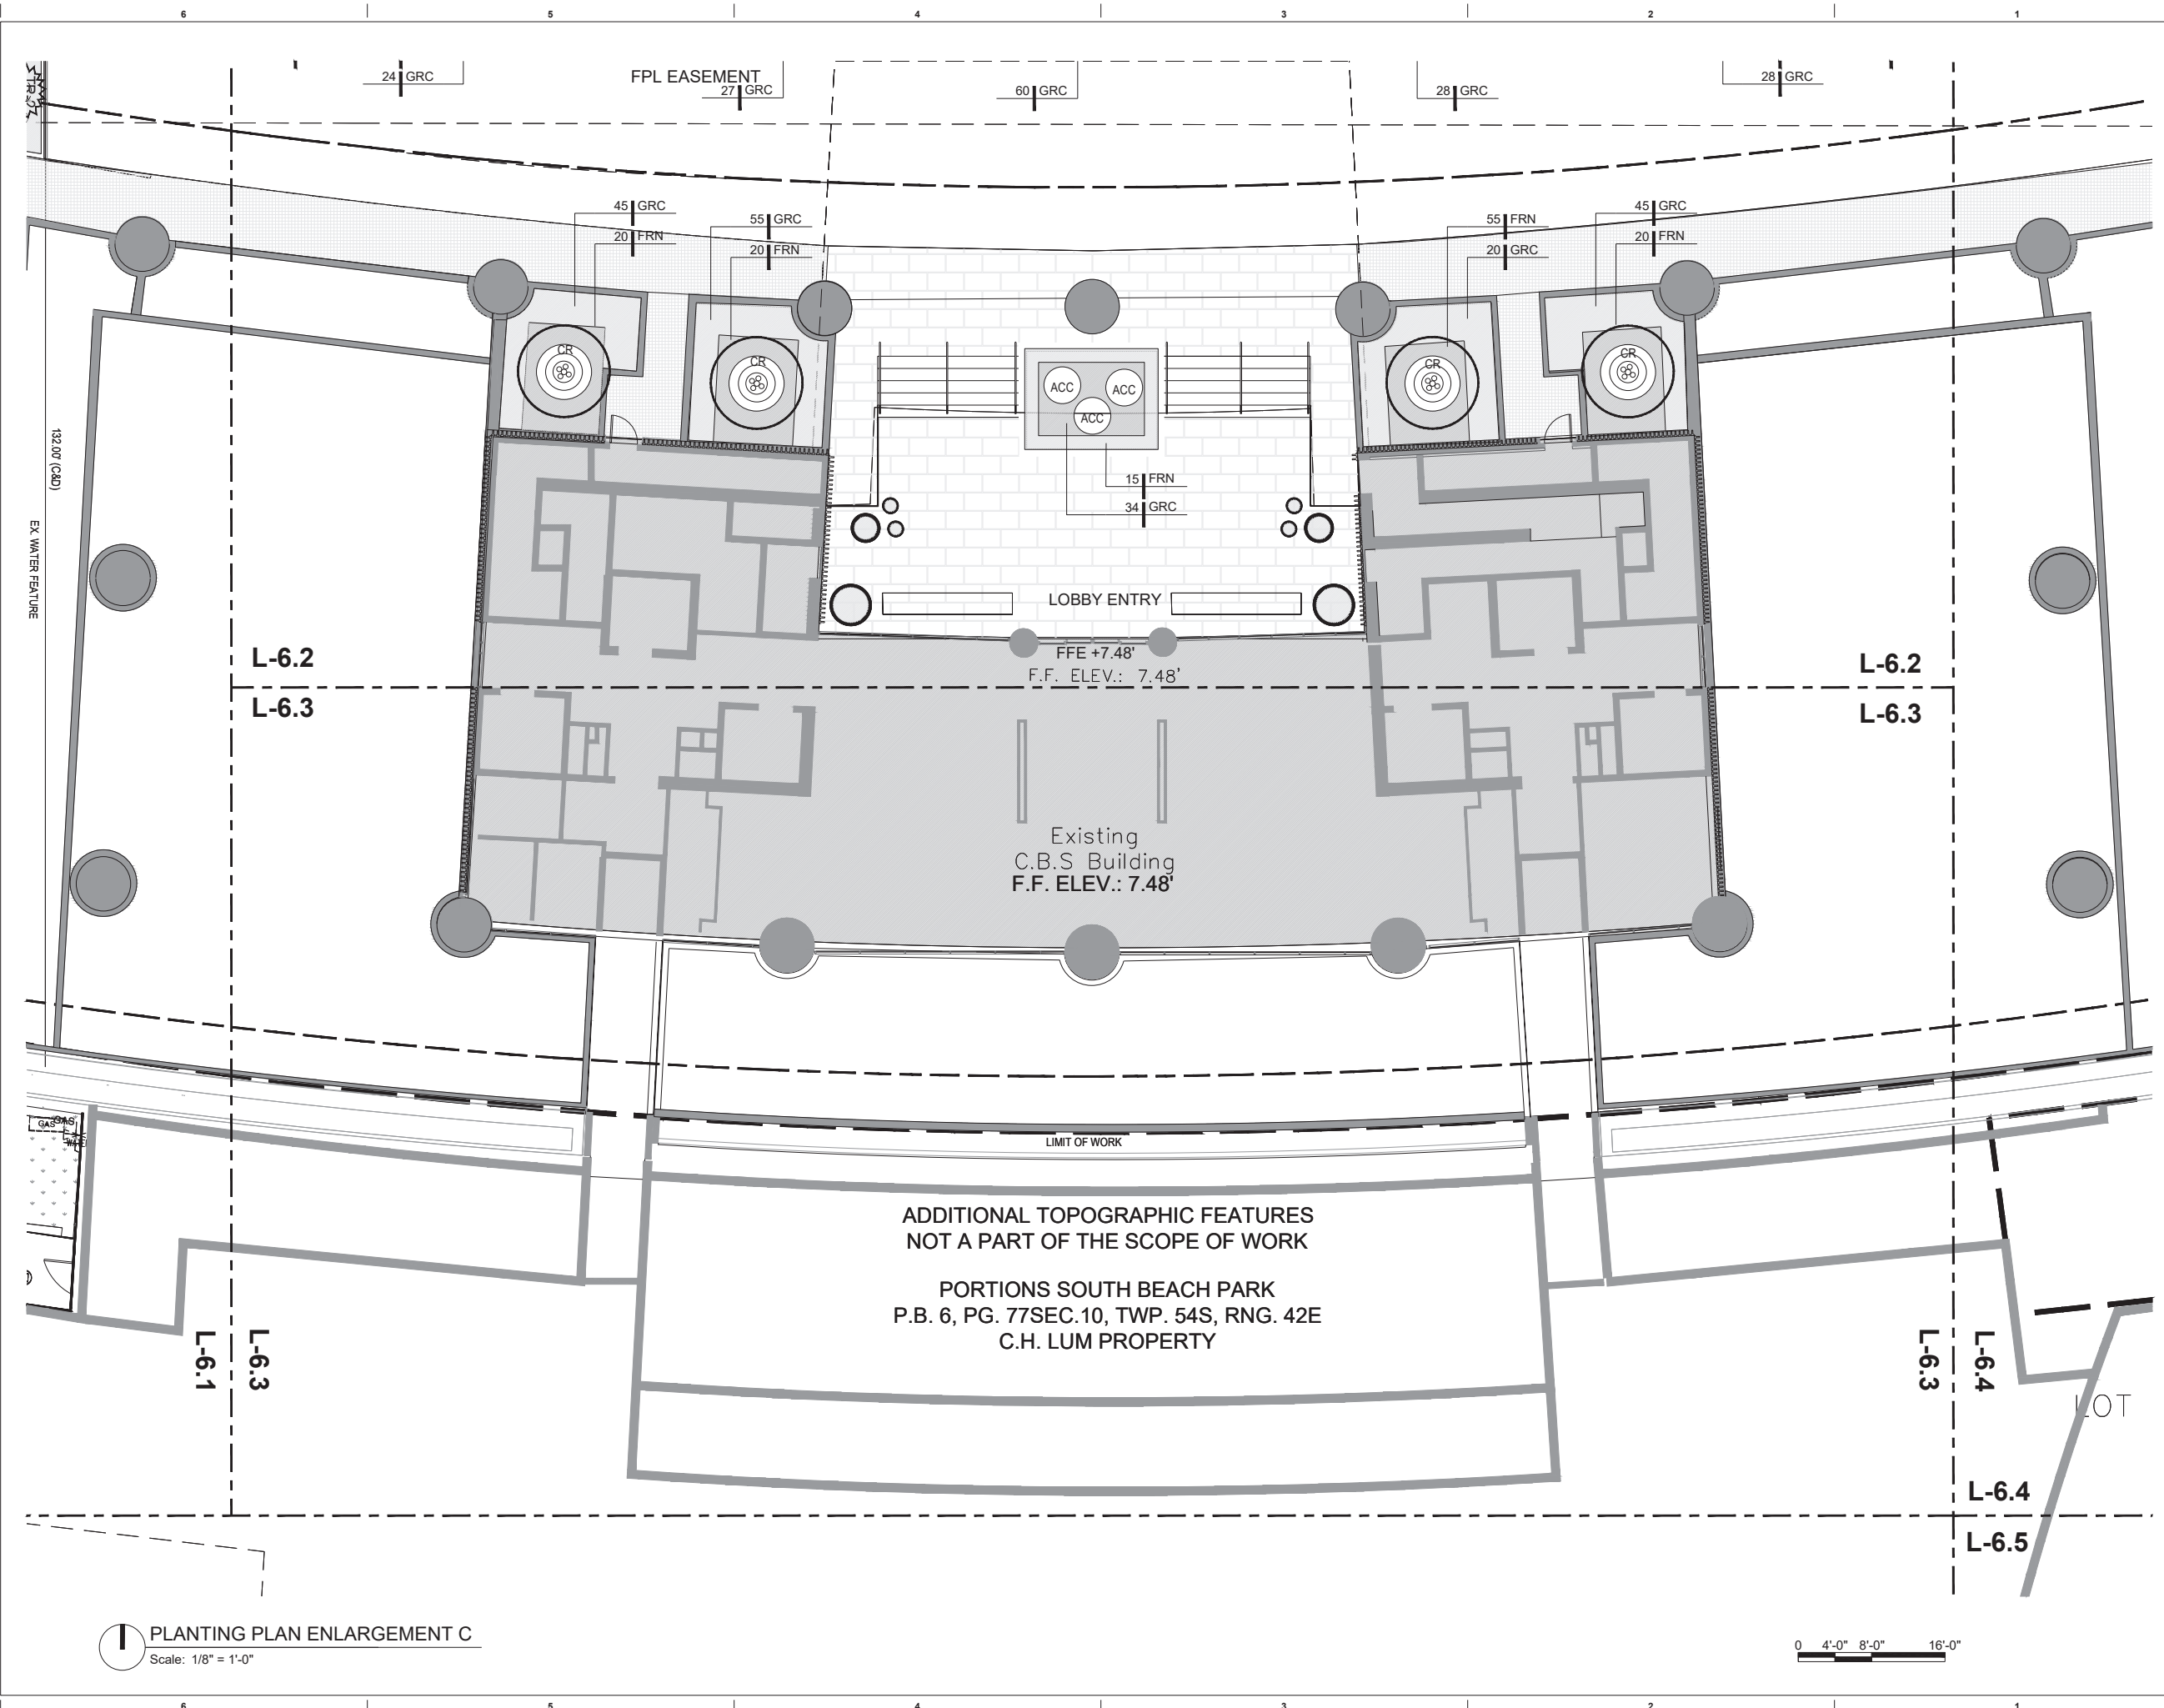 6 5 4 3 2 1
24 GRC
FPL EASEMENT
27 GRC
60 GRC
28 GRC
28 GRC
45 GRC
20 FRN
55 GRC
20 FRN
55 FRN
20 GRC
45 GRC
20 FRN
CR
CR
CR
CR
ACC
ACC
ACC
15 FRN
34 GRC
132.00' (C&D)
EX. WATER FEATURE
LOBBY ENTRY
FFE +7.48'
F.F. ELEV.: 7.48'
L-6.2
L-6.3
L-6.2
L-6.3
Existing
C.B.S Building
F.F. ELEV.: 7.48'
GAS
GAS
LIMIT OF WORK
ADDITIONAL TOPOGRAPHIC FEATURES
NOT A PART OF THE SCOPE OF WORK
PORTIONS SOUTH BEACH PARK
P.B. 6, PG. 77SEC.10, TWP. 54S, RNG. 42E
C.H. LUM PROPERTY
L-6.1
L-6.3
L-6.3
L-6.4
LOT
L-6.4
L-6.5
PLANTING PLAN ENLARGEMENT C
Scale: 1/8" = 1'-0"
0 4'-0" 8'-0" 16'-0"
6 5 4 3 2 1